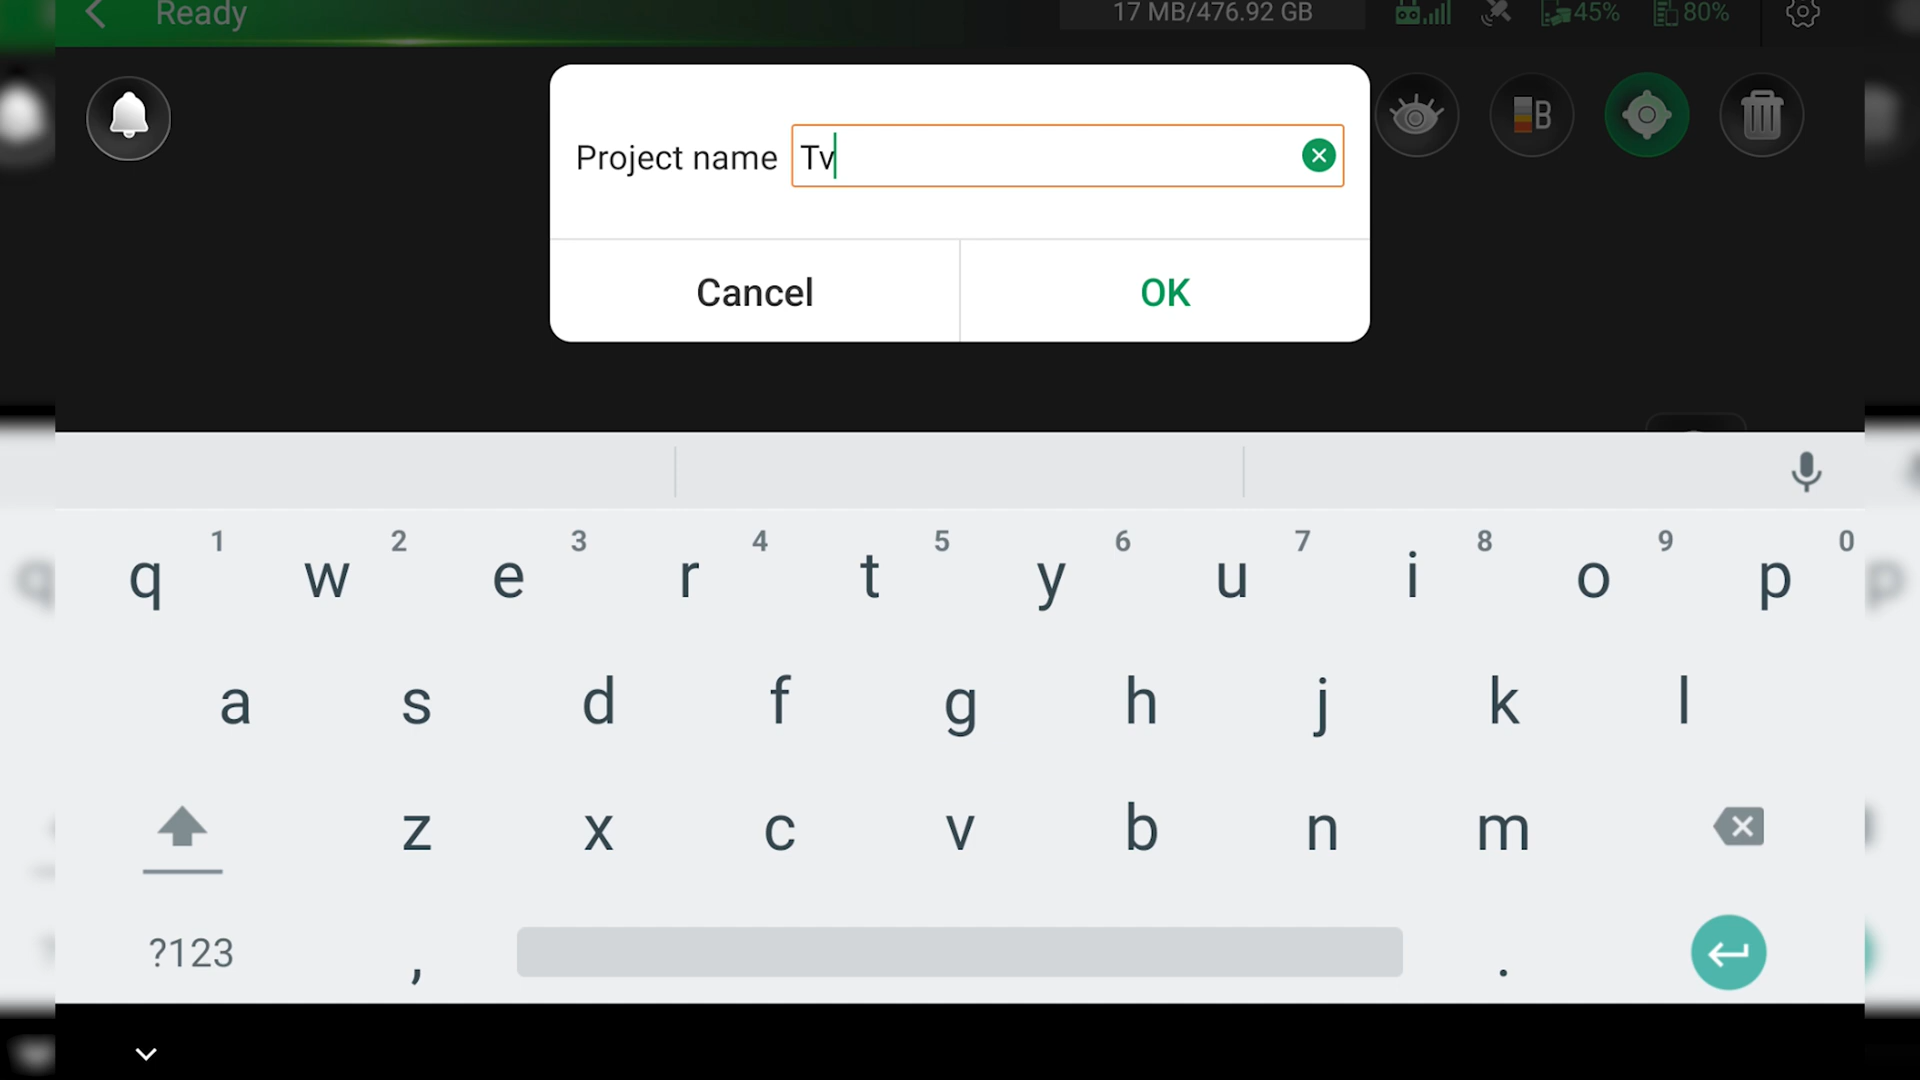 Ready
17 MB/476.92 GB
45%
80%
B
Project name Tv
Cancel
OK
1 2 3 4 5 6 7 8 9 0
q w e r t y u i o p
a s d f g h j k l
z x c v b n m
?123 , .